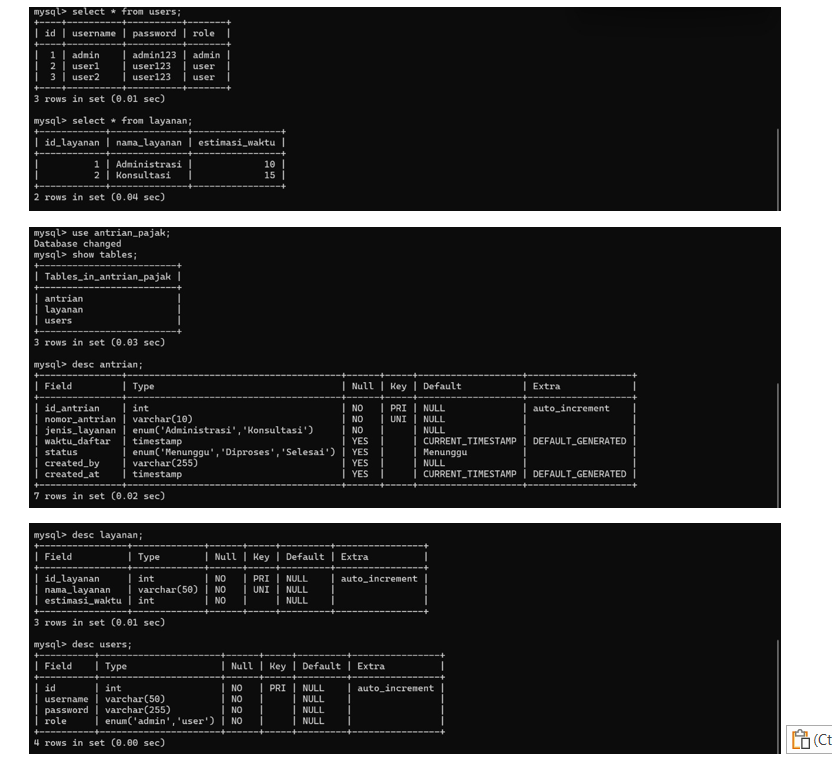 mysql> select * from users;
+----+----------+----------+-------+
| id | username | password | role  |
+----+----------+----------+-------+
|  1 | admin    | admin123 | admin |
|  2 | user1    | user123  | user  |
|  3 | user2    | user123  | user  |
+----+----------+----------+-------+
3 rows in set (0.01 sec)
mysql> select * from layanan;
+------------+--------------+----------------+
| id_layanan | nama_layanan | estimasi_waktu |
+------------+--------------+----------------+
|          1 | Administrasi |             10 |
|          2 | Konsultasi   |             15 |
+------------+--------------+----------------+
2 rows in set (0.04 sec)
mysql> use antrian_pajak;
Database changed
mysql> show tables;
+-------------------------+
| Tables_in_antrian_pajak |
+-------------------------+
| antrian                 |
| layanan                 |
| users                   |
+-------------------------+
3 rows in set (0.03 sec)
mysql> desc antrian;
+---------------+---------------------------------------+------+-----+-------------------+-------------------+
| Field         | Type                                  | Null | Key | Default           | Extra             |
+---------------+---------------------------------------+------+-----+-------------------+-------------------+
| id_antrian    | int                                   | NO   | PRI | NULL              | auto_increment    |
| nomor_antrian | varchar(10)                           | NO   | UNI | NULL              |                   |
| jenis_layanan | enum('Administrasi','Konsultasi')     | NO   |     | NULL              |                   |
| waktu_daftar  | timestamp                             | YES  |     | CURRENT_TIMESTAMP | DEFAULT_GENERATED |
| status        | enum('Menunggu','Diproses','Selesai') | YES  |     | Menunggu          |                   |
| created_by    | varchar(255)                          | YES  |     | NULL              |                   |
| created_at    | timestamp                             | YES  |     | CURRENT_TIMESTAMP | DEFAULT_GENERATED |
+---------------+---------------------------------------+------+-----+-------------------+-------------------+
7 rows in set (0.02 sec)
mysql> desc layanan;
+----------------+-------------+------+-----+---------+----------------+
| Field          | Type        | Null | Key | Default | Extra          |
+----------------+-------------+------+-----+---------+----------------+
| id_layanan     | int         | NO   | PRI | NULL    | auto_increment |
| nama_layanan   | varchar(50) | NO   | UNI | NULL    |                |
| estimasi_waktu | int         | NO   |     | NULL    |                |
+----------------+-------------+------+-----+---------+----------------+
3 rows in set (0.01 sec)
mysql> desc users;
+----------+----------------------+------+-----+---------+----------------+
| Field    | Type                 | Null | Key | Default | Extra          |
+----------+----------------------+------+-----+---------+----------------+
| id       | int                  | NO   | PRI | NULL    | auto_increment |
| username | varchar(50)          | NO   |     | NULL    |                |
| password | varchar(255)         | NO   |     | NULL    |                |
| role     | enum('admin','user') | NO   |     | NULL    |                |
+----------+----------------------+------+-----+---------+----------------+
4 rows in set (0.00 sec)
(Ct